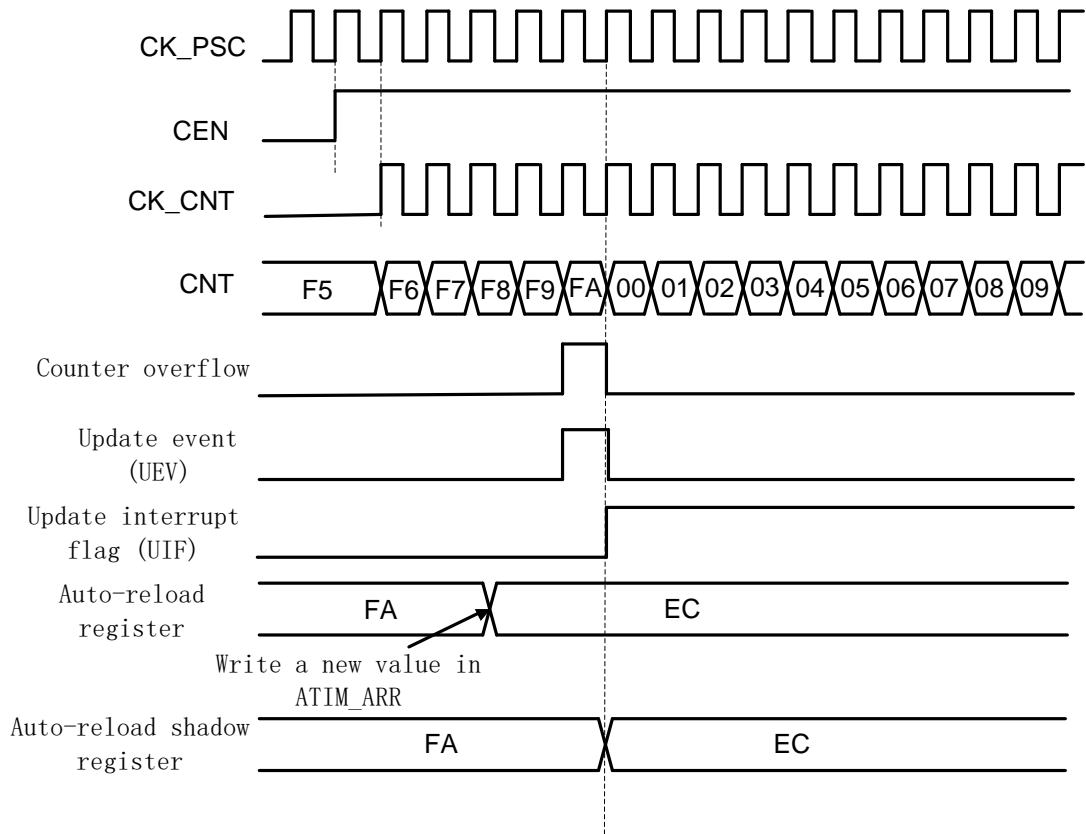 CK_PSC
CEN
CK_CNT
CNT F5 F6 F7 F8 F9 FA 00 01 02 03 04 05 06 07 08 09
Counter overflow
Update event
(UEV)
Update interrupt
flag (UIF)
Auto-reload
register
FA EC
Write a new value in
ATIM_ARR
Auto-reload shadow
register
FA EC